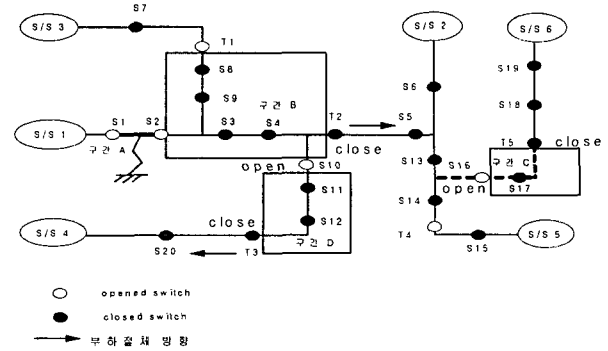 S7
S/S 3
T1
S/S 2
S/S 6
S8
S19
S6
S9
구간 B
S18
S1
S2
S3
S4
T2
S5
T5
close
S/S 1
구간 A
close
S13
S16
구간 C
open
S10
open
S17
S11
S14
close
S12
구간 D
S/S 4
S20
T3
T4
S15
S/S 5
opened switch
closed switch
부하절체 방향